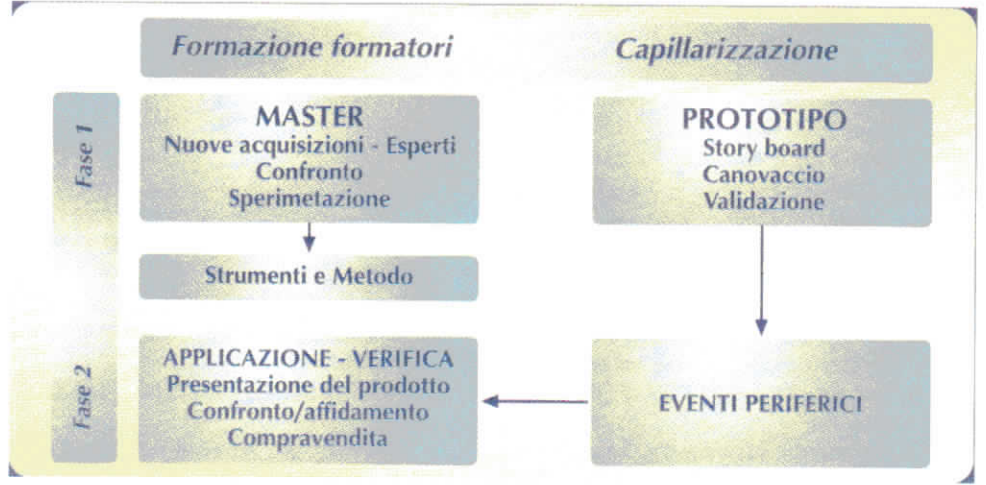 Formazione formatori
Capillarizzazione
Fase 1
MASTER
Nuove acquisizioni - Esperti
Confronto
Sperimetazione
PROTOTIPO
Story board
Canovaccio
Validazione
Strumenti e Metodo
Fase 2
APPLICAZIONE - VERIFICA
Presentazione del prodotto
Confronto/affidamento
Compravendita
EVENTI PERIFERICI